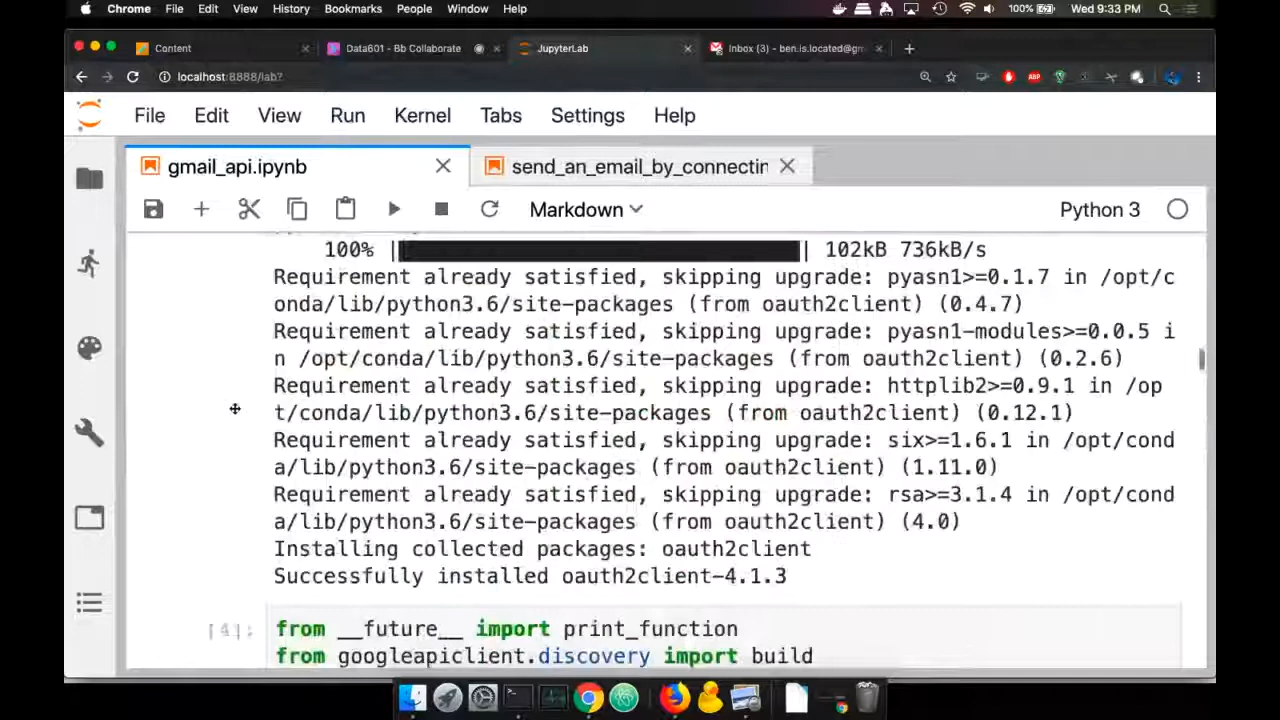 Chrome File Edit View History Bookmarks People Window Help 100% Wed 9:33 PM
Content Data601 - Bb Collaborate JupyterLab Inbox (3) - ben.is.located@gm
localhost:8888/lab?
File Edit View Run Kernel Tabs Settings Help
gmail_api.ipynb send_an_email_by_connectin
Markdown Python 3
100% | | 102kB 736kB/s
Requirement already satisfied, skipping upgrade: pyasn1>=0.1.7 in /opt/c
onda/lib/python3.6/site-packages (from oauth2client) (0.4.7)
Requirement already satisfied, skipping upgrade: pyasn1-modules>=0.0.5 i
n /opt/conda/lib/python3.6/site-packages (from oauth2client) (0.2.6)
Requirement already satisfied, skipping upgrade: httplib2>=0.9.1 in /op
t/conda/lib/python3.6/site-packages (from oauth2client) (0.12.1)
Requirement already satisfied, skipping upgrade: six>=1.6.1 in /opt/cond
a/lib/python3.6/site-packages (from oauth2client) (1.11.0)
Requirement already satisfied, skipping upgrade: rsa>=3.1.4 in /opt/cond
a/lib/python3.6/site-packages (from oauth2client) (4.0)
Installing collected packages: oauth2client
Successfully installed oauth2client-4.1.3
[4]: from __future__ import print_function
from googleapiclient.discovery import build